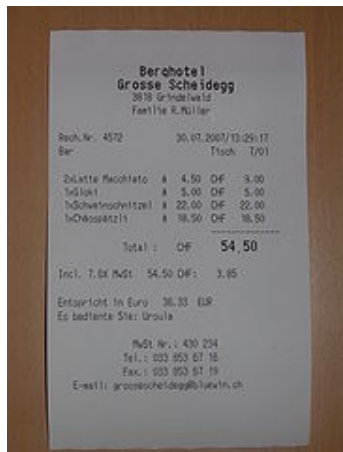 Berghotel
Grosse Scheidegg
3818 Grindelwald
Familie R.Müller
Rech.Nr. 4572 30.07.2007/13:29:17
Bar Tisch 7/01
2xLatte Macchiato à 4.50 CHF 9.00
1xGloki à 5.00 CHF 5.00
1xSchweinschnitzel à 22.00 CHF 22.00
1xChässpätzli à 18.50 CHF 18.50
Total : CHF 54.50
Incl. 7.6% MwSt 54.50 CHF: 3.85
Entspricht in Euro 36.33 EUR
Es bediente Sie: Ursula
MwSt Nr.: 430 234
Tel.: 033 853 67 16
Fax.: 033 853 67 19
E-mail: grossescheidegg@bluewin.ch